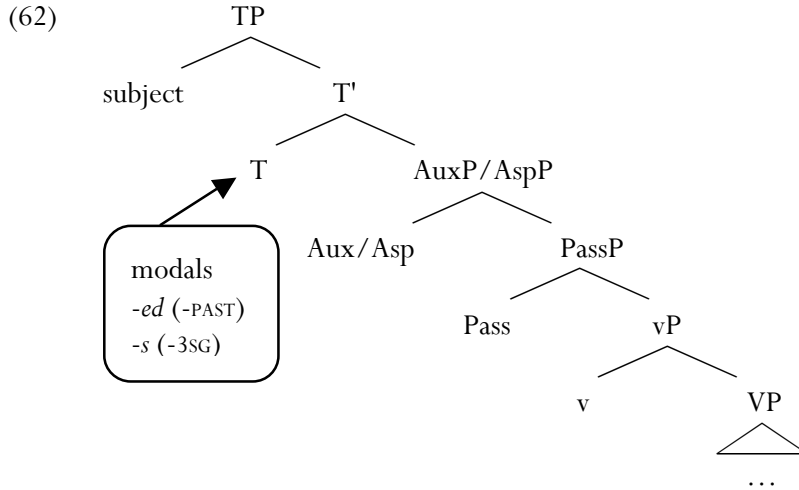 (62)
TP
subject
T'
T
AuxP/AspP
modals
-ed (-PAST)
-s (-3SG)
Aux/Asp
PassP
Pass
vP
v
VP
…